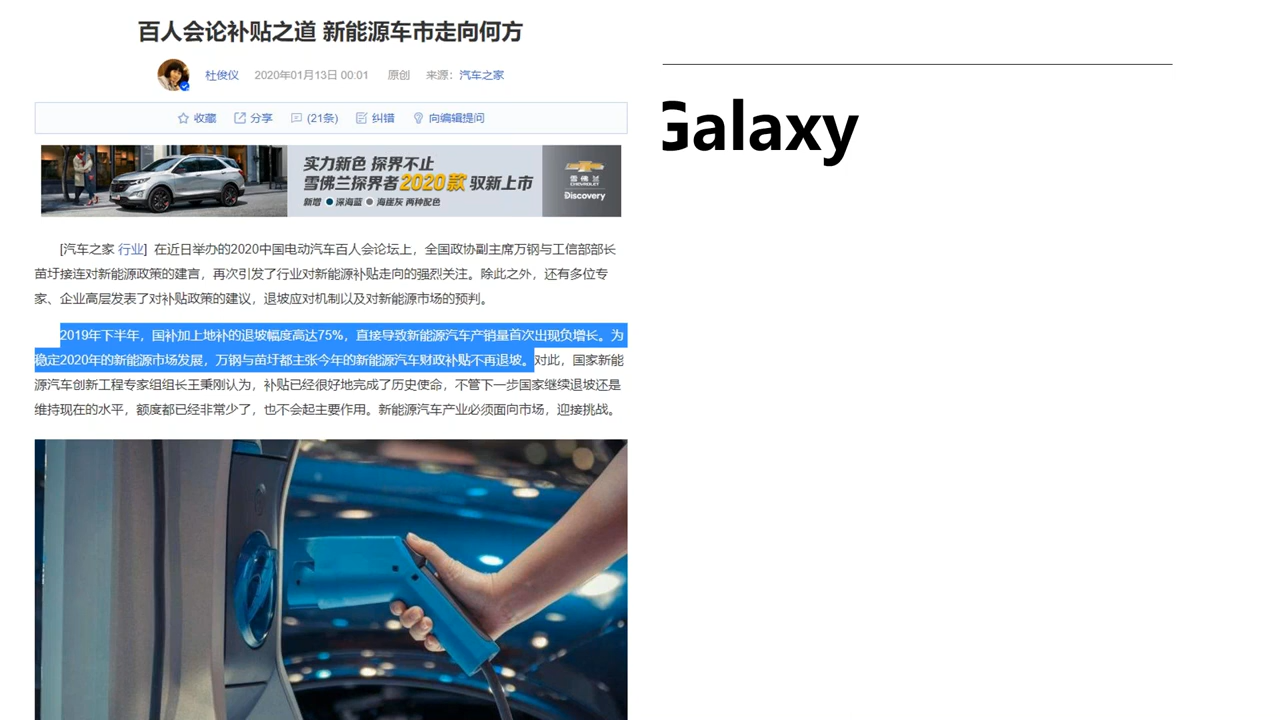 百人会论补贴之道 新能源车市走向何方
杜俊仪 2020年01月13日 00:01 原创 来源：汽车之家
收藏 分享 (21条) 纠错 向编辑提问
实力新色 探界不止
雪佛兰探界者2020款 驭新上市
新增 深海蓝 海崖灰 两种配色
雪佛兰
CHEVROLET
Discovery
[汽车之家 行业] 在近日举办的2020中国电动汽车百人会论坛上，全国政协副主席万钢与工信部部长
苗圩接连对新能源政策的建言，再次引发了行业对新能源补贴走向的强烈关注。除此之外，还有多位专
家、企业高层发表了对补贴政策的建议，退坡应对机制以及对新能源市场的预判。
2019年下半年，国补加上地补的退坡幅度高达75%，直接导致新能源汽车产销量首次出现负增长。为
稳定2020年的新能源市场发展，万钢与苗圩都主张今年的新能源汽车财政补贴不再退坡。对此，国家新能
源汽车创新工程专家组组长王秉刚认为，补贴已经很好地完成了历史使命，不管下一步国家继续退坡还是
维持现在的水平，额度都已经非常少了，也不会起主要作用。新能源汽车产业必须面向市场，迎接挑战。
Galaxy